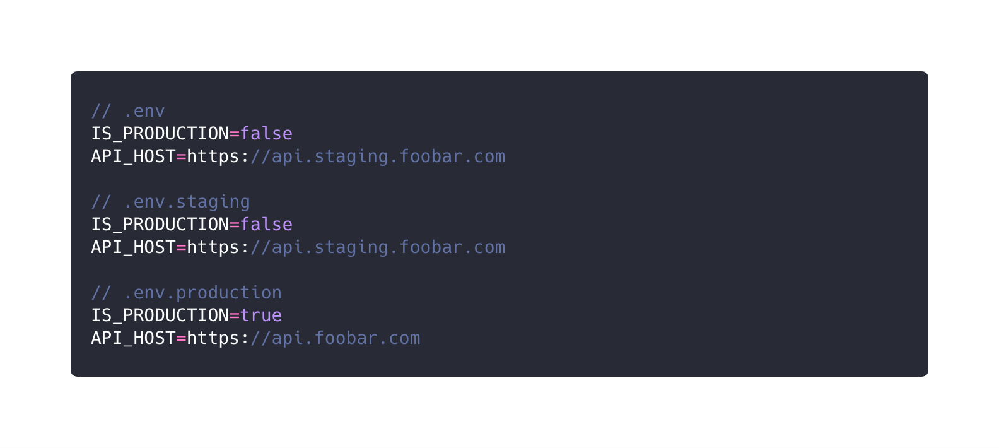 // .env
IS_PRODUCTION=false
API_HOST=https://api.staging.foobar.com

// .env.staging
IS_PRODUCTION=false
API_HOST=https://api.staging.foobar.com

// .env.production
IS_PRODUCTION=true
API_HOST=https://api.foobar.com